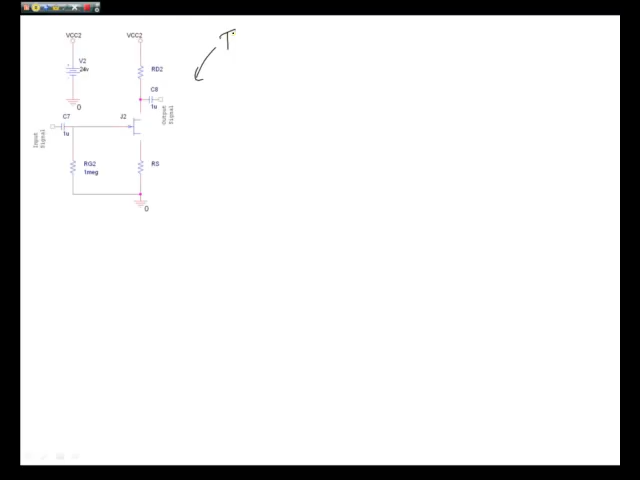 VCC2
VCC2
V2
24v
RD2
C8
1u
0
Output
Signal
C7
1u
J2
Input
Signal
RG2
1meg
RS
0
T